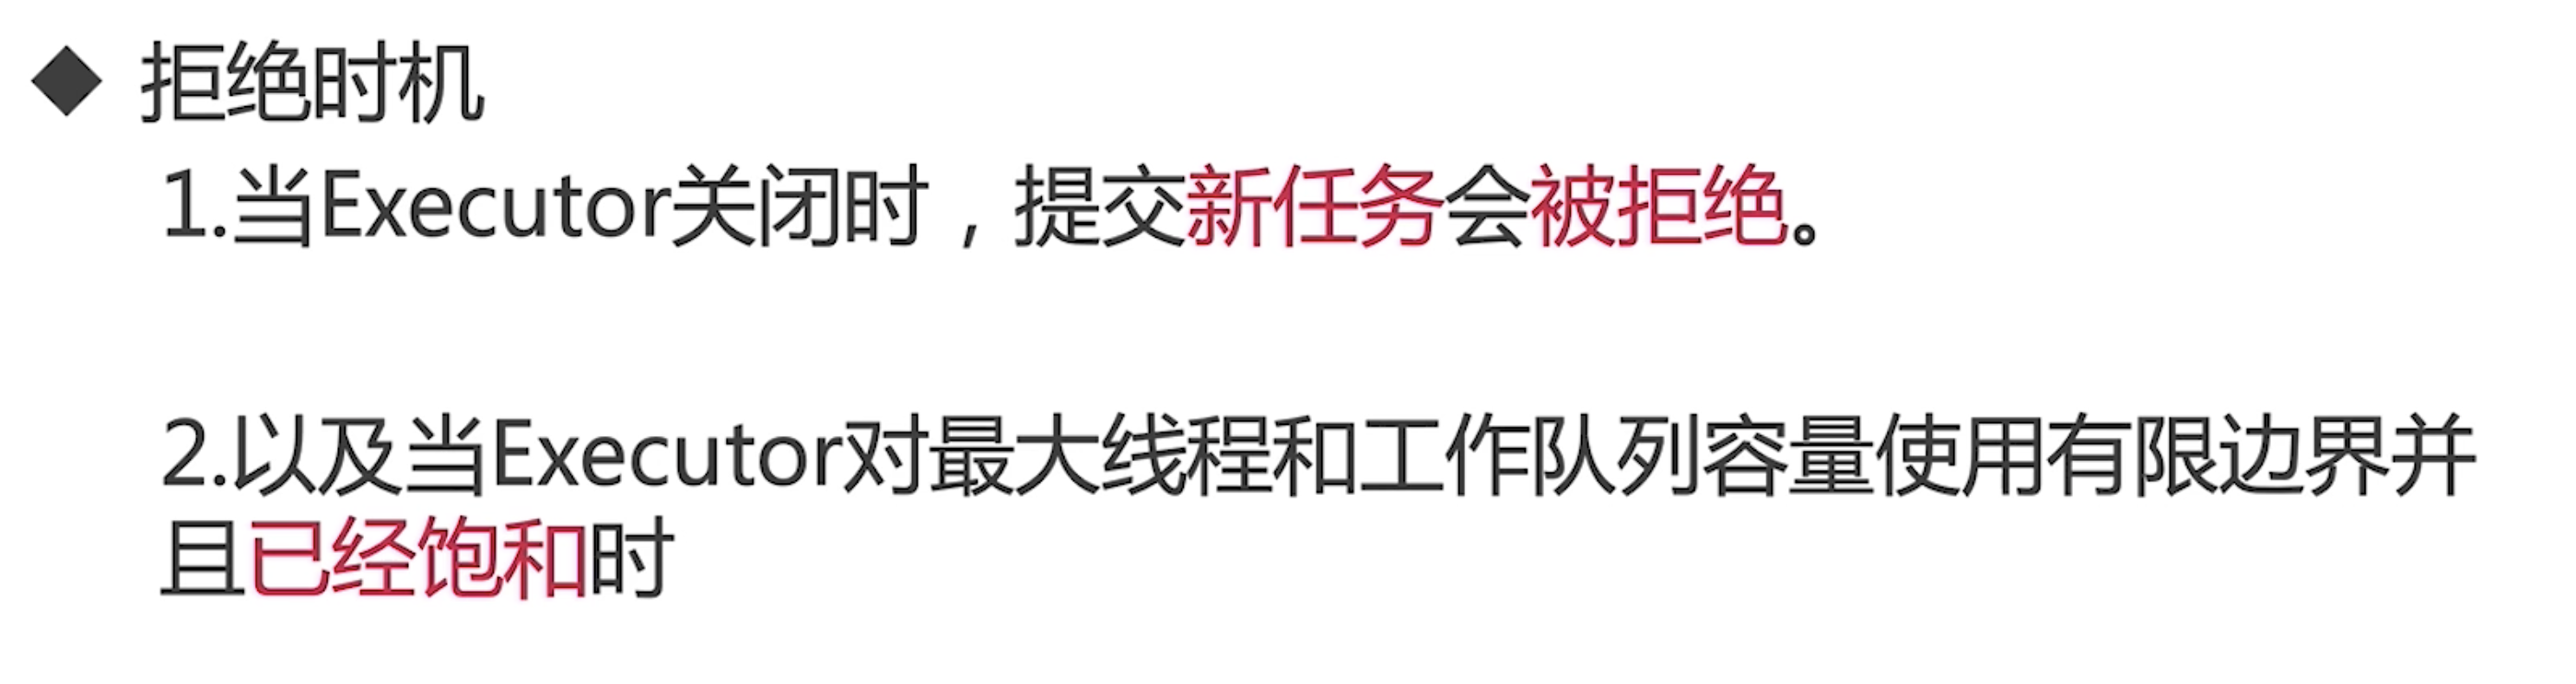 ◆ 拒绝时机
1.当Executor关闭时，提交新任务会被拒绝。
2.以及当Executor对最大线程和工作队列容量使用有限边界并
且已经饱和时